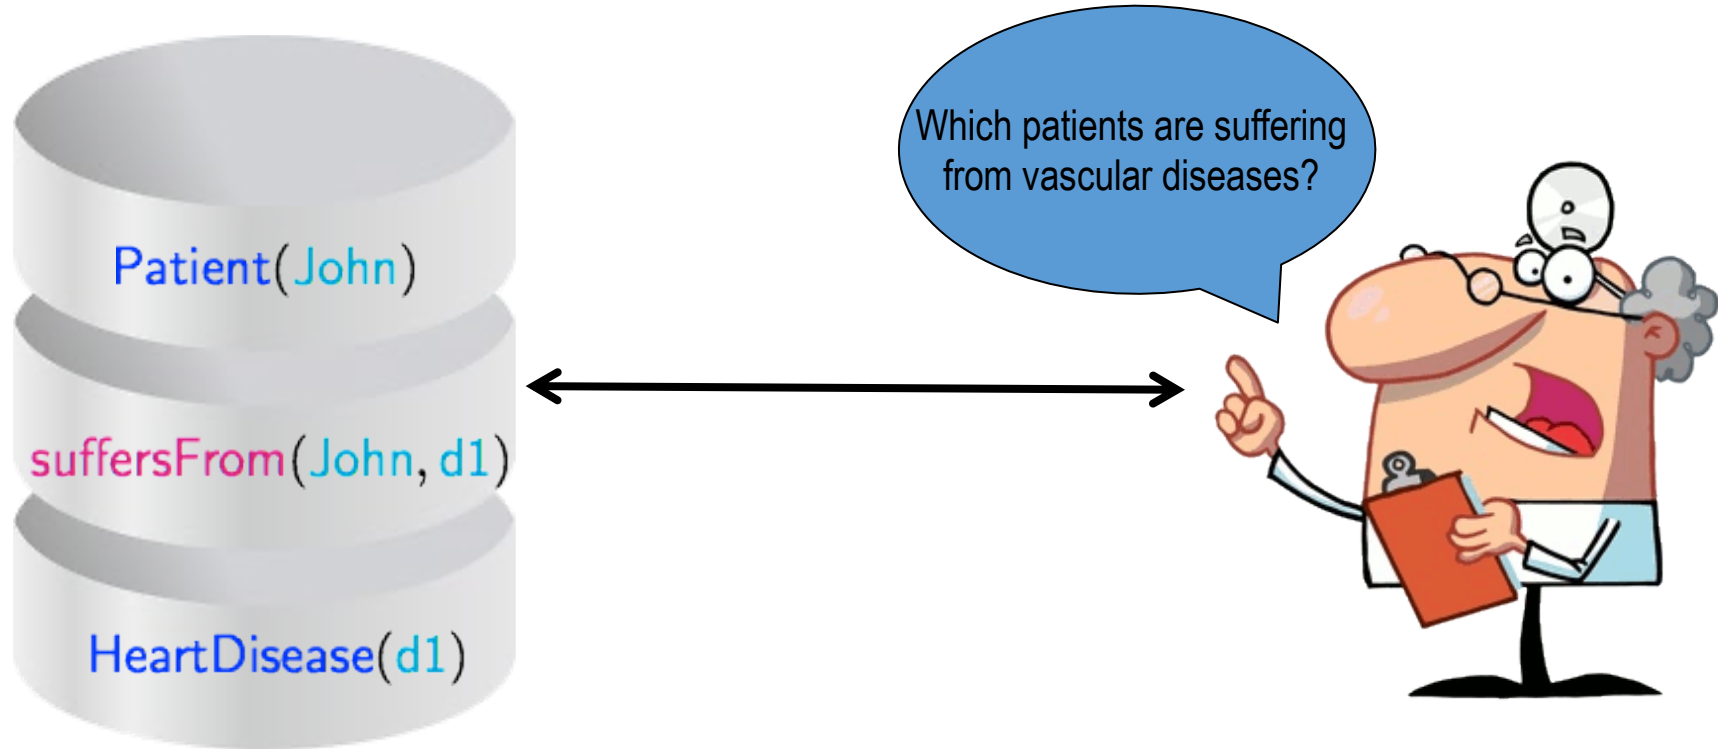 Patient(John)
suffersFrom(John, d1)
HeartDisease(d1)
Which patients are suffering
from vascular diseases?